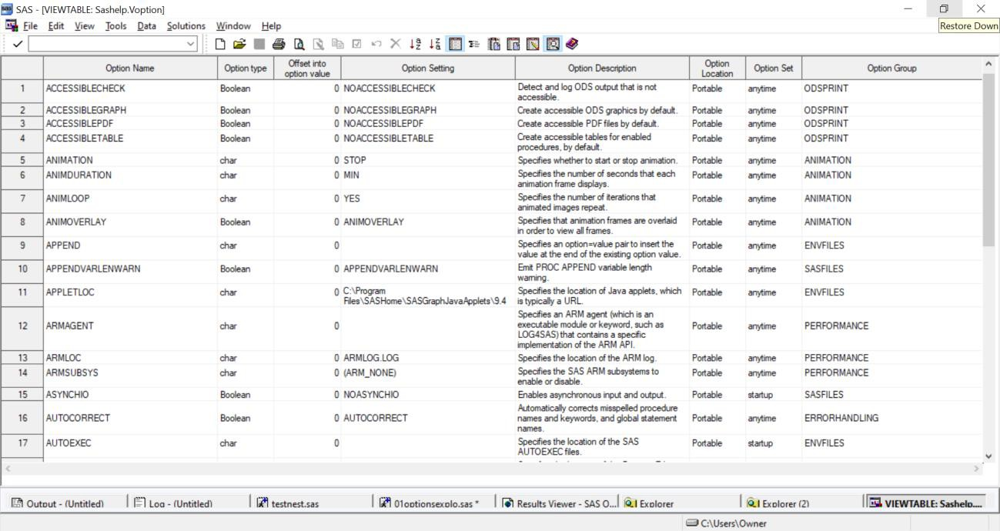 SAS - [VIEWTABLE: Sashelp.Voption]
Restore Down
File Edit View Tools Data Solutions Window Help
Option Name Option type Offset into option value Option Setting Option Description Option Location Option Set Option Group
1 ACCESSIBLECHECK Boolean 0 NOACCESSIBLECHECK Detect and log ODS output that is not accessible. Portable anytime ODSPRINT
2 ACCESSIBLEGRAPH Boolean 0 NOACCESSIBLEGRAPH Create accessible ODS graphics by default. Portable anytime ODSPRINT
3 ACCESSIBLEPDF Boolean 0 NOACCESSIBLEPDF Create accessible PDF files by default. Portable anytime ODSPRINT
4 ACCESSIBLETABLE Boolean 0 NOACCESSIBLETABLE Create accessible tables for enabled procedures, by default. Portable anytime ODSPRINT
5 ANIMATION char 0 STOP Specifies whether to start or stop animation. Portable anytime ANIMATION
6 ANIMDURATION char 0 MIN Specifies the number of seconds that each animation frame displays. Portable anytime ANIMATION
7 ANIMLOOP char 0 YES Specifies the number of iterations that animated images repeat. Portable anytime ANIMATION
8 ANIMOVERLAY Boolean 0 ANIMOVERLAY Specifies that animation frames are overlaid in order to view all frames. Portable anytime ANIMATION
9 APPEND char 0 Specifies an option=value pair to insert the value at the end of the existing option value. Portable anytime ENVFILES
10 APPENDVARLENWARN Boolean 0 APPENDVARLENWARN Emit PROC APPEND variable length warning. Portable anytime SASFILES
11 APPLETLOC char 0 C:\Program Files\SASHome\SASGraphJavaApplets\9.4 Specifies the location of Java applets, which is typically a URL. Portable anytime ENVFILES
12 ARMAGENT char 0 Specifies an ARM agent (which is an executable module or keyword, such as LOG4SAS) that contains a specific implementation of the ARM API. Portable anytime PERFORMANCE
13 ARMLOC char 0 ARMLOG.LOG Specifies the location of the ARM log. Portable anytime PERFORMANCE
14 ARMSUBSYS char 0 (ARM_NONE) Specifies the SAS ARM subsystems to enable or disable. Portable anytime PERFORMANCE
15 ASYNCHIO Boolean 0 NOASYNCHIO Enables asynchronous input and output. Portable startup SASFILES
16 AUTOCORRECT Boolean 0 AUTOCORRECT Automatically corrects misspelled procedure names and keywords, and global statement names. Portable anytime ERRORHANDLING
17 AUTOEXEC char 0 Specifies the location of the SAS AUTOEXEC files. Portable startup ENVFILES
Output - (Untitled) Log - (Untitled) testnest.sas 01optionsexplo.sas * Results Viewer - SAS O... Explorer Explorer (2) VIEWTABLE: Sashelp....
C:\Users\Owner